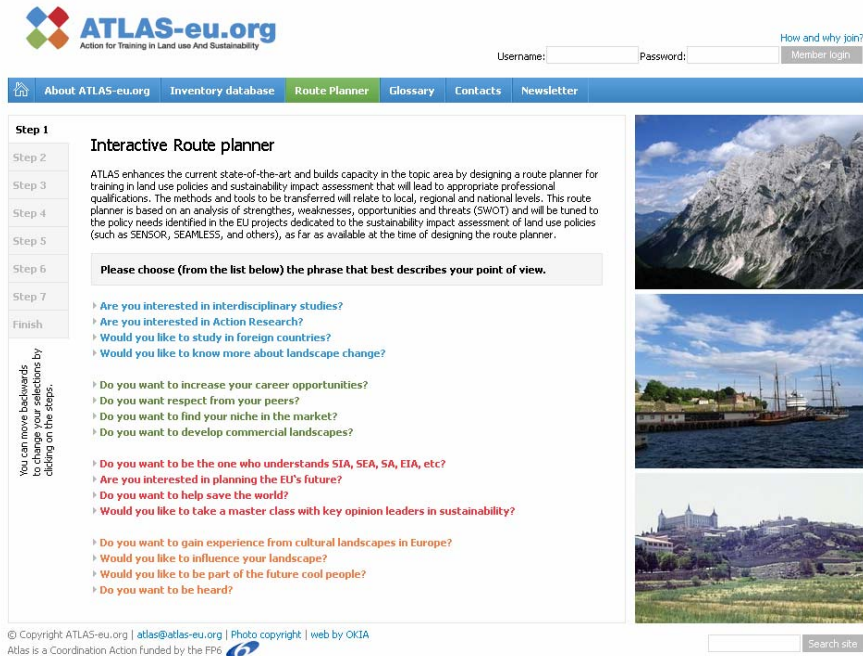 ATLAS-eu.org
Action for Training in Land use And Sustainability
How and why join?
Username:
Password:
Member login
About ATLAS-eu.org
Inventory database
Route Planner
Glossary
Contacts
Newsletter
Step 1
Step 2
Step 3
Step 4
Step 5
Step 6
Step 7
Finish
You can move backwards
to change your selections by
clicking on the steps.
Interactive Route planner
ATLAS enhances the current state-of-the-art and builds capacity in the topic area by designing a route planner for
training in land use policies and sustainability impact assessment that will lead to appropriate professional
qualifications. The methods and tools to be transferred will relate to local, regional and national levels. This route
planner is based on an analysis of strengthes, weaknesses, opportunities and threats (SWOT) and will be tuned to
the policy needs identified in the EU projects dedicated to the sustainability impact assessment of land use policies
(such as SENSOR, SEAMLESS, and others), as far as available at the time of designing the route planner.
Please choose (from the list below) the phrase that best describes your point of view.
Are you interested in interdisciplinary studies?
Are you interested in Action Research?
Would you like to study in foreign countries?
Would you like to know more about landscape change?
Do you want to increase your career opportunities?
Do you want respect from your peers?
Do you want to find your niche in the market?
Do you want to develop commercial landscapes?
Do you want to be the one who understands SIA, SEA, SA, EIA, etc?
Are you interested in planning the EU's future?
Do you want to help save the world?
Would you like to take a master class with key opinion leaders in sustainability?
Do you want to gain experience from cultural landscapes in Europe?
Would you like to influence your landscape?
Would you like to be part of the future cool people?
Do you want to be heard?
© Copyright ATLAS-eu.org | atlas@atlas-eu.org | Photo copyright | web by OKIA
Atlas is a Coordination Action funded by the FP6
Search site